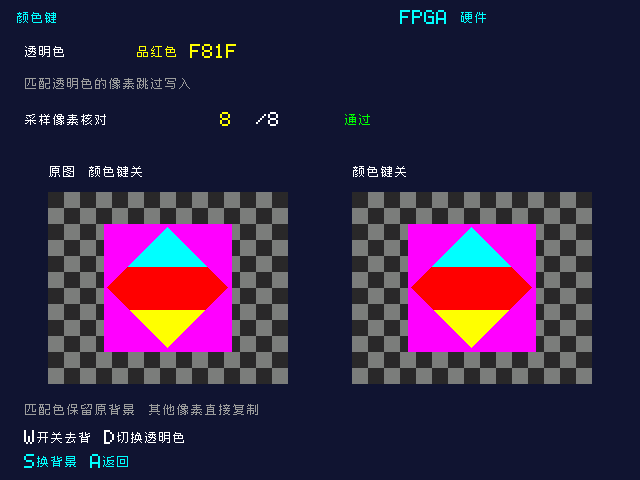 颜色键 FPGA 硬件
透明色 品红色 F81F
匹配透明色的像素跳过写入
采样像素核对 8 /8 通过
原图 颜色键关 颜色键关
匹配色保留原背景 其他像素直接复制
W开关去背 D切换透明色
S换背景 A返回